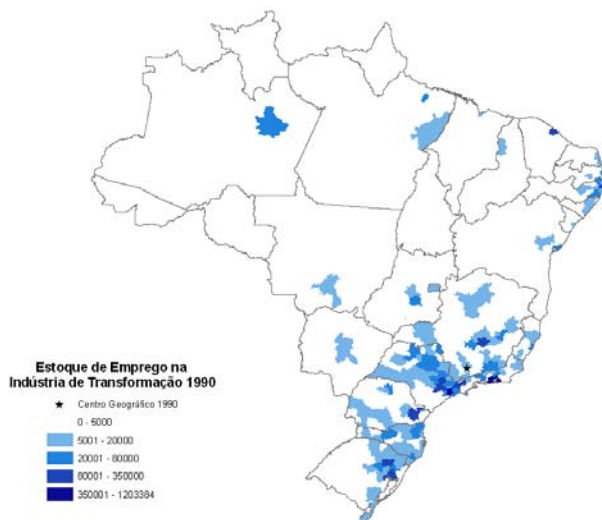 Estoque de Emprego na
Indústria de Transformação 1990
Centro Geográfico 1990
0 - 5000
5001 - 20000
20001 - 80000
80001 - 350000
350001 - 1203384